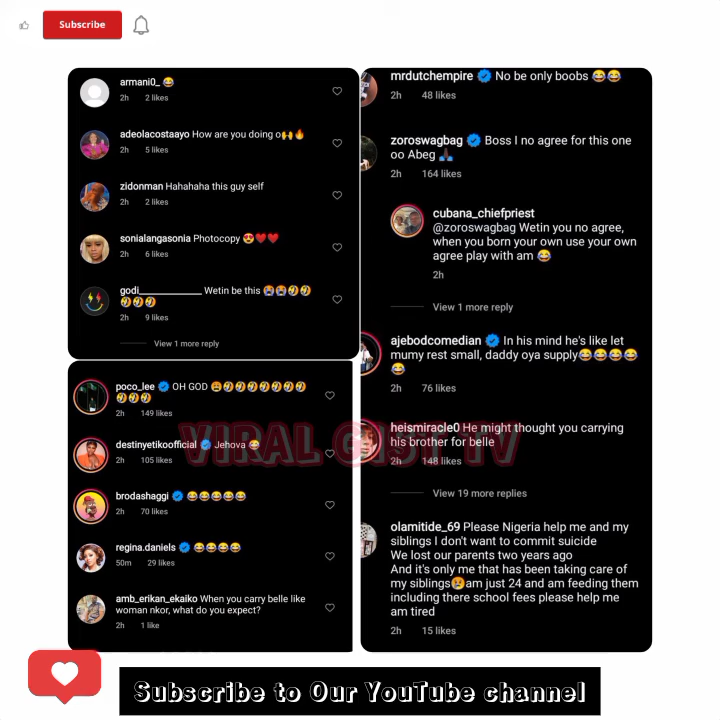 Subscribe
armani0_ 😂
2h 2 likes
adeolacostaayo How are you doing o🙌🔥
2h 5 likes
zidonman Hahahaha this guy self
2h 2 likes
sonialangasonia Photocopy 😍❤️❤️
2h 6 likes
godi______________ Wetin be this 😭😭🤣🤣
🤣🤣🤣
2h 9 likes
View 1 more reply
poco_lee OH GOD 😩🤣🤣🤣🤣🤣🤣🤣
🤣🤣🤣
2h 149 likes
destinyetikoofficial Jehova 😂
2h 105 likes
brodashaggi 😂😂😂😂😂
2h 70 likes
regina.daniels 😂😂😂😂
50m 29 likes
amb_erikan_ekaiko When you carry belle like
woman nkor, what do you expect?
2h 1 like
mrdutchempire No be only boobs 😂😂
2h 48 likes
zoroswagbag Boss I no agree for this one
oo Abeg 🙏🏿
2h 164 likes
cubana_chiefpriest
@zoroswagbag Wetin you no agree,
when you born your own use your own
agree play with am 😂
2h
View 1 more reply
ajebodcomedian In his mind he's like let
mumy rest small, daddy oya supply😂😂😂😂
😂
2h 76 likes
heismiracle0 He might thought you carrying
his brother for belle
2h 148 likes
View 19 more replies
olamitide_69 Please Nigeria help me and my
siblings I don't want to commit suicide
We lost our parents two years ago
And it's only me that has been taking care of
my siblings😢am just 24 and am feeding them
including there school fees please help me
am tired
2h 15 likes
VIRAL GIST TV
Subscribe to Our YouTube channel